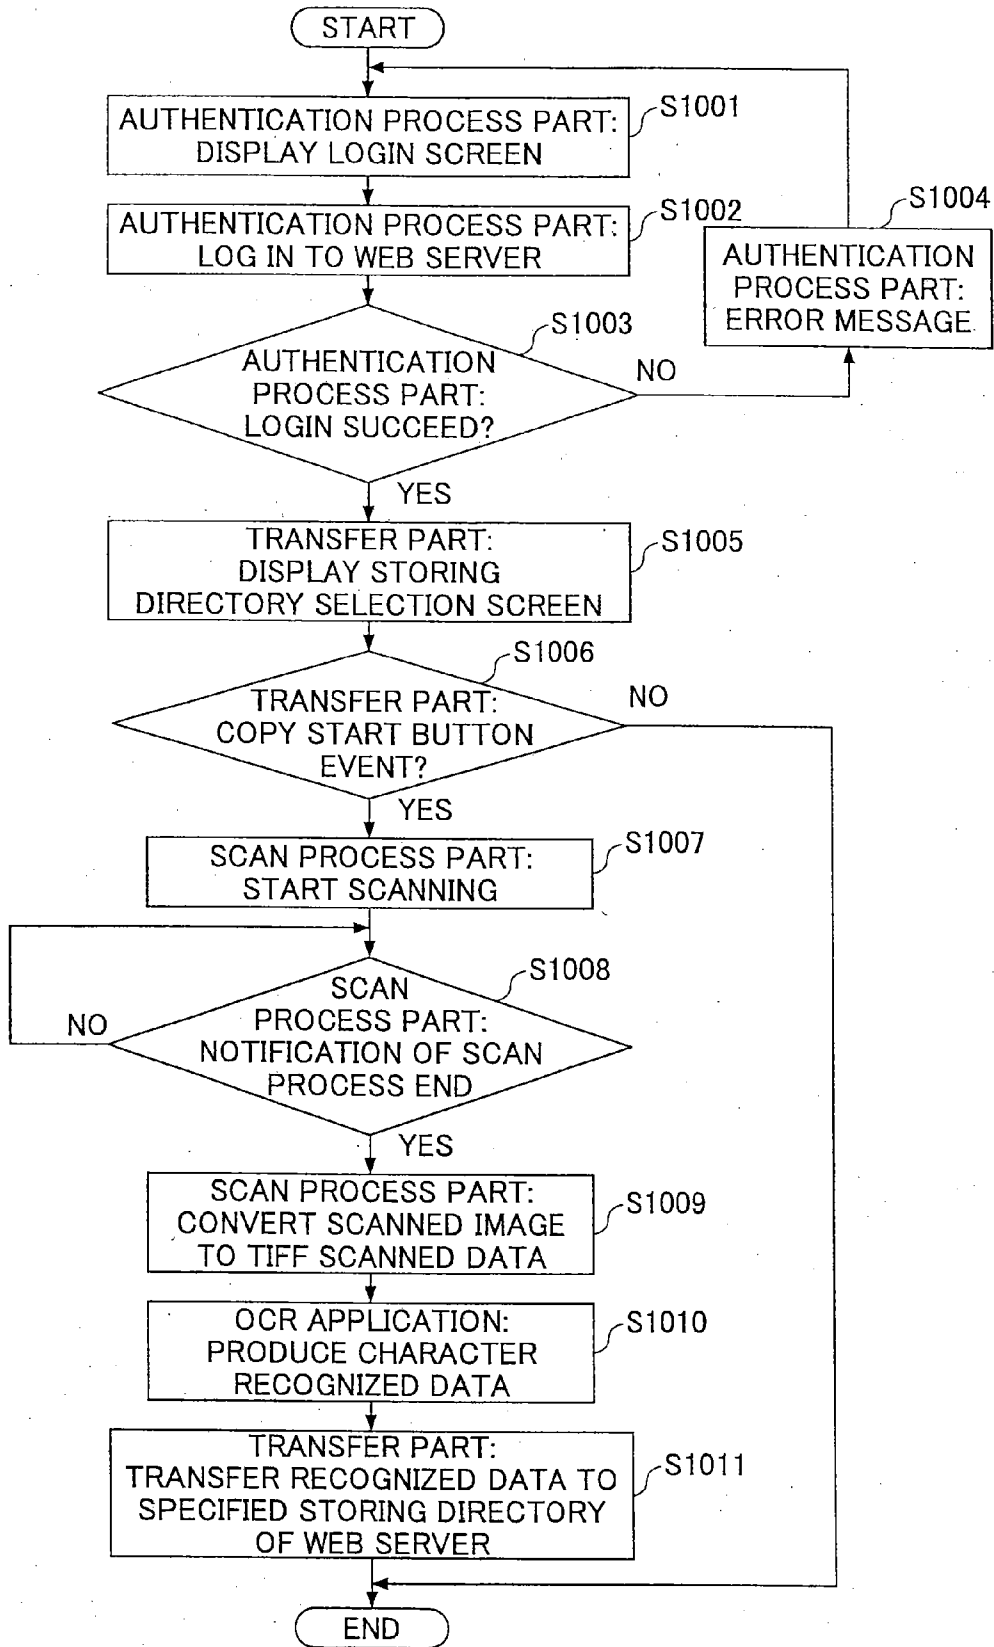 START
S1001
AUTHENTICATION PROCESS PART:
DISPLAY LOGIN SCREEN
S1002
AUTHENTICATION PROCESS PART:
LOG IN TO WEB SERVER
S1004
AUTHENTICATION
PROCESS PART:
ERROR MESSAGE
S1003
AUTHENTICATION
PROCESS PART:
LOGIN SUCCEED?
NO
YES
S1005
TRANSFER PART:
DISPLAY STORING
DIRECTORY SELECTION SCREEN
S1006
TRANSFER PART:
COPY START BUTTON
EVENT?
NO
YES
S1007
SCAN PROCESS PART:
START SCANNING
S1008
SCAN
PROCESS PART:
NOTIFICATION OF SCAN
PROCESS END
NO
YES
S1009
SCAN PROCESS PART:
CONVERT SCANNED IMAGE
TO TIFF SCANNED DATA
S1010
OCR APPLICATION:
PRODUCE CHARACTER
RECOGNIZED DATA
S1011
TRANSFER PART:
TRANSFER RECOGNIZED DATA TO
SPECIFIED STORING DIRECTORY
OF WEB SERVER
END